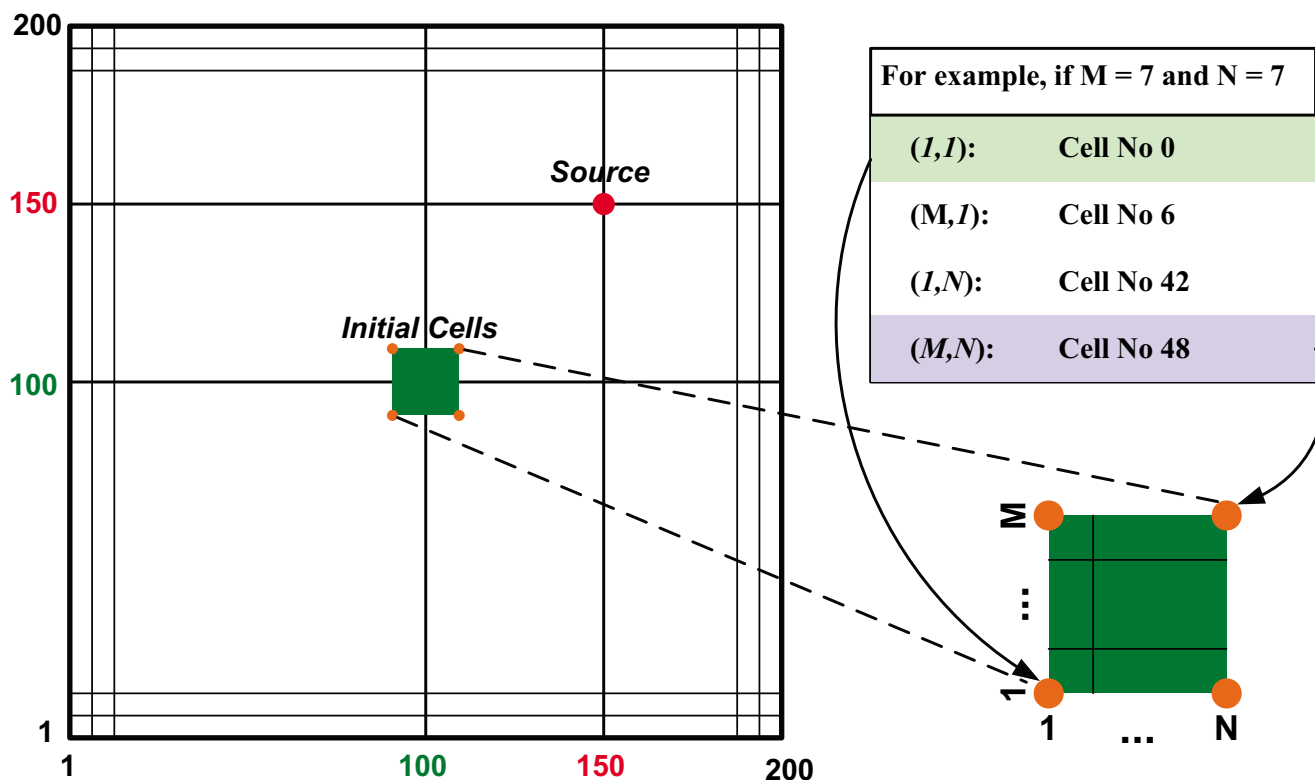 200
150
100
1
1
100
150
200
Source
Initial Cells
For example, if M = 7 and N = 7
(1,1): Cell No 0
(M,1): Cell No 6
(1,N): Cell No 42
(M,N): Cell No 48
M
...
1
1 ... N